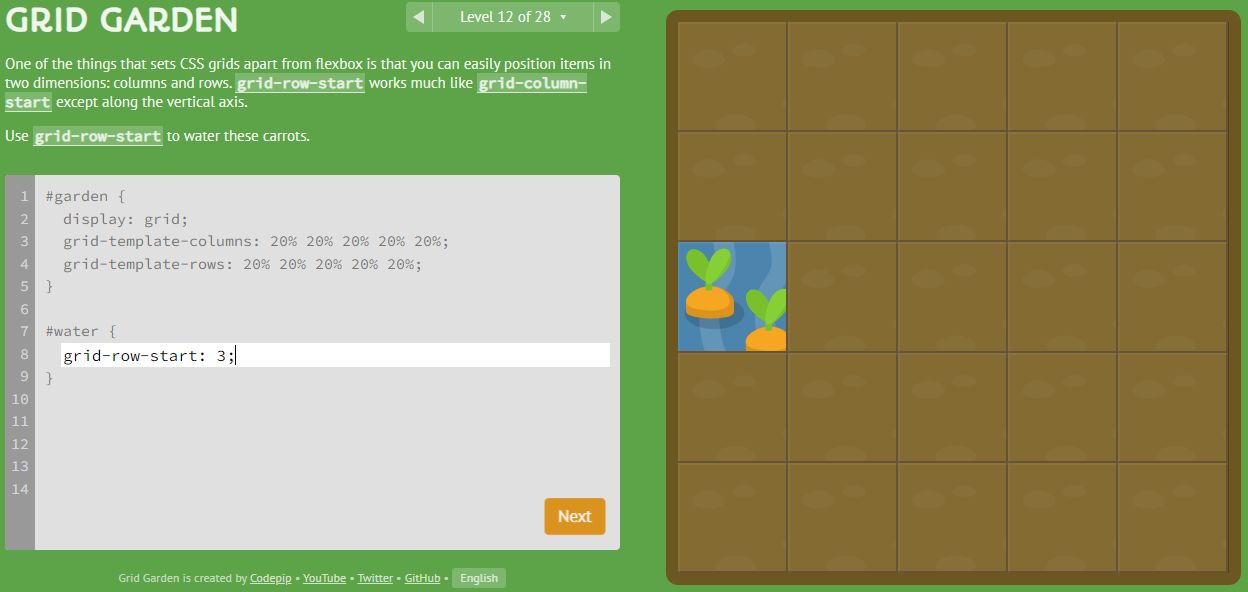 GRID GARDEN
◀ Level 12 of 28 ▾ ▶
One of the things that sets CSS grids apart from flexbox is that you can easily position items in
two dimensions: columns and rows. grid-row-start works much like grid-column-
start except along the vertical axis.
Use grid-row-start to water these carrots.
1 #garden {
2 display: grid;
3 grid-template-columns: 20% 20% 20% 20% 20%;
4 grid-template-rows: 20% 20% 20% 20% 20%;
5 }
6
7 #water {
8 grid-row-start: 3;
9 }
10
11
12
13
14
Next
Grid Garden is created by Codepip • YouTube • Twitter • GitHub • English